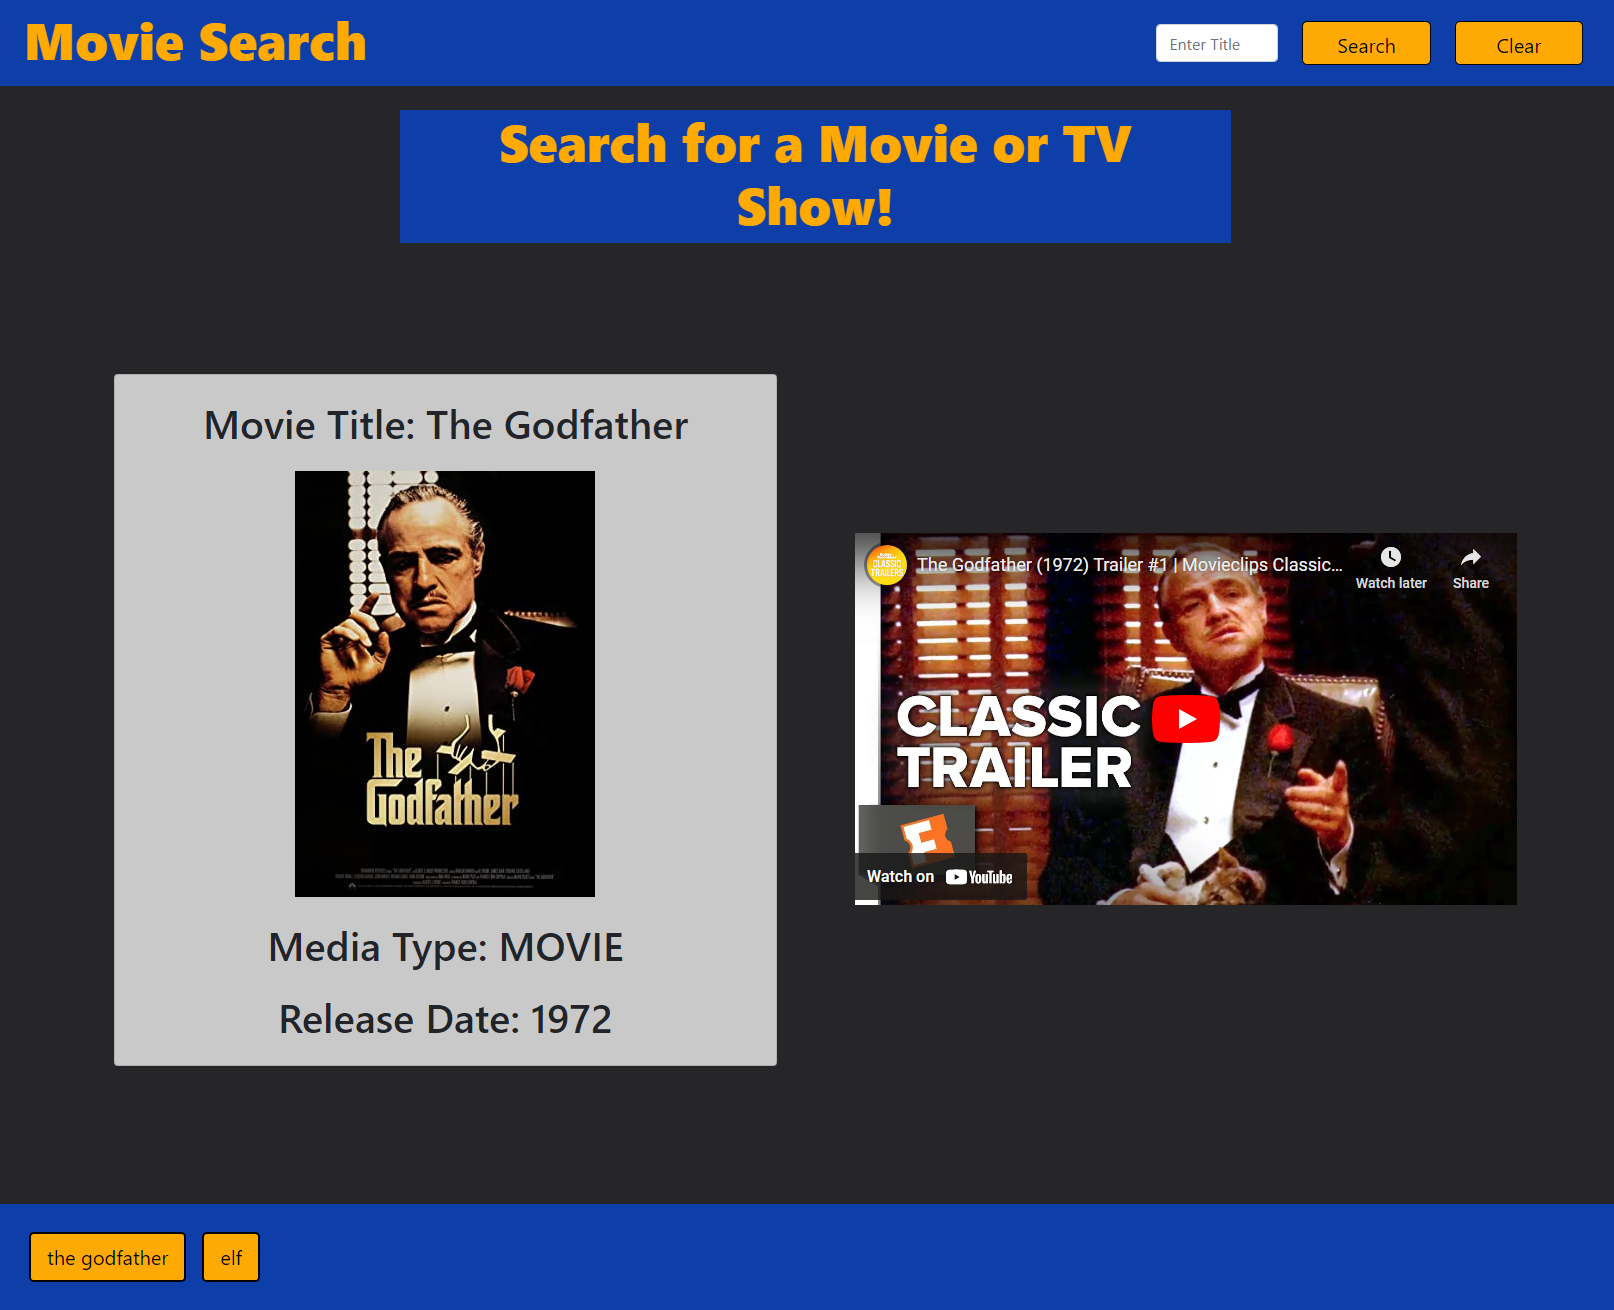 Movie Search
Enter Title
Search
Clear
Search for a Movie or TV
Show!
Movie Title: The Godfather
The
Godfather
Media Type: MOVIE
Release Date: 1972
CLASSIC
TRAILERS
The Godfather (1972) Trailer #1 | Movieclips Classic...
Watch later
Share
CLASSIC
TRAILER
Watch on YouTube
the godfather
elf